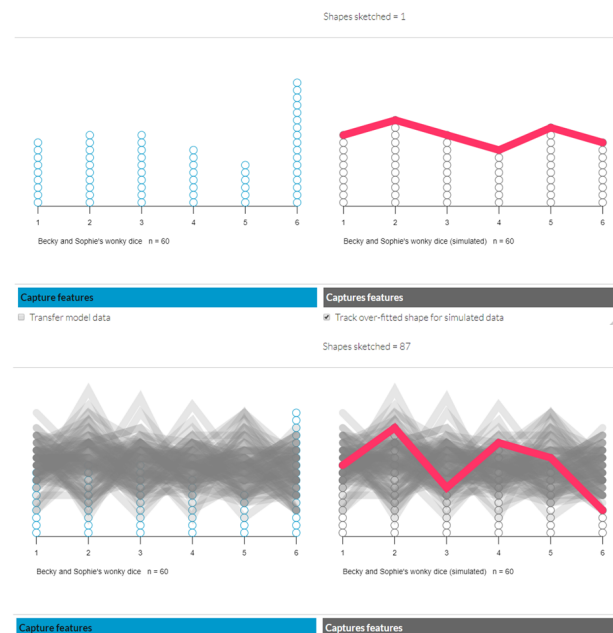 Shapes sketched = 1
1 2 3 4 5 6
1 2 3 4 5 6
Becky and Sophie's wonky dice n = 60
Becky and Sophie's wonky dice (simulated) n = 60
Capture features
Captures features
Transfer model data
Track over-fitted shape for simulated data
Shapes sketched = 87
1 2 3 4 5 6
1 2 3 4 5 6
Becky and Sophie's wonky dice n = 60
Becky and Sophie's wonky dice (simulated) n = 60
Capture features
Captures features